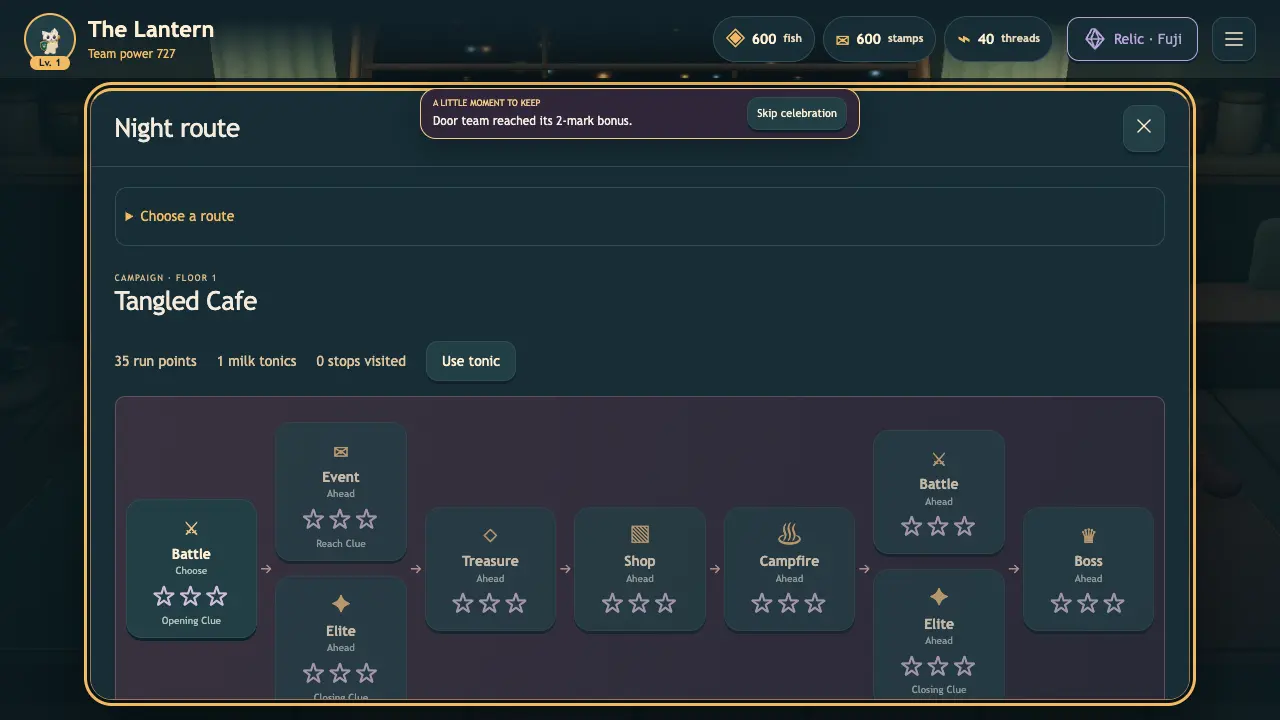 The Lantern
Team power 727
Lv. 1
600 fish
600 stamps
40 threads
Relic · Fuji
A LITTLE MOMENT TO KEEP
Door team reached its 2-mark bonus.
Skip celebration
Night route
Choose a route
CAMPAIGN · FLOOR 1
Tangled Cafe
35 run points
1 milk tonics
0 stops visited
Use tonic
Battle
Choose
Opening Clue
Event
Ahead
Reach Clue
Elite
Ahead
Closing Clue
Treasure
Ahead
Shop
Ahead
Campfire
Ahead
Battle
Ahead
Elite
Ahead
Closing Clue
Boss
Ahead